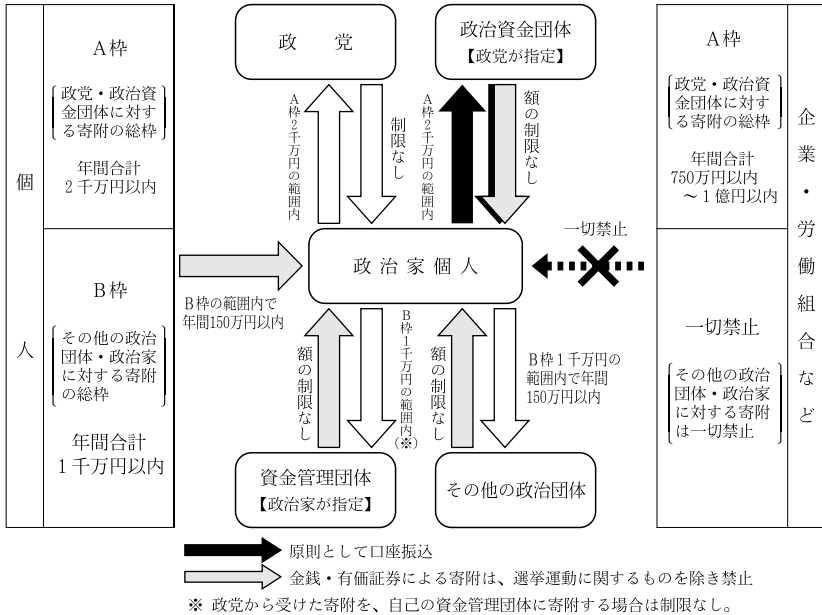 個人
A枠
政党・政治資
金団体に対す
る寄附の総枠
年間合計
2千万円以内
B枠
その他の政治
団体・政治家
に対する寄附
の総枠
年間合計
1千万円以内
政　党
政治資金団体
【政党が指定】
A枠2千万円の範囲内
制限なし
A枠2千万円の範囲内
額の制限なし
政治家個人
B枠の範囲内で
年間150万円以内
一切禁止
額の制限なし
B枠1千万円の範囲内(※)
額の制限なし
B枠1千万円の
範囲内で年間
150万円以内
資金管理団体
【政治家が指定】
その他の政治団体
A枠
政党・政治資
金団体に対す
る寄附の総枠
年間合計
750万円以内
～1億円以内
一切禁止
その他の政治
団体・政治家
に対する寄附
は一切禁止
企業・労働組合など
原則として口座振込
金銭・有価証券による寄附は、選挙運動に関するものを除き禁止
※ 政党から受けた寄附を、自己の資金管理団体に寄附する場合は制限なし。